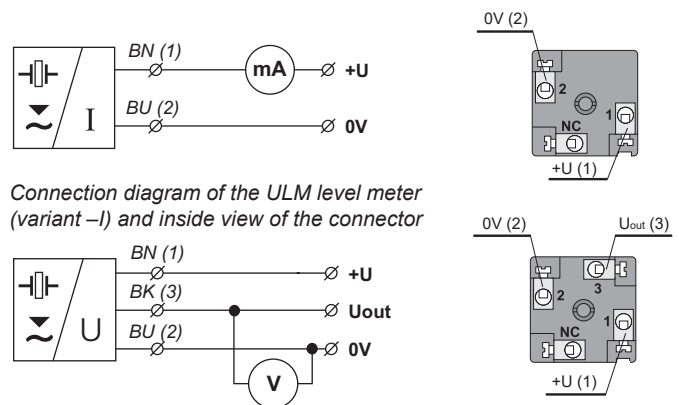 BN (1)
mA
+U
BU (2)
I
0V
0V (2)
2
1
NC
+U (1)
Connection diagram of the ULM level meter
(variant –I) and inside view of the connector
BN (1)
+U
BK (3)
Uout
U
BU (2)
0V
V
0V (2)
Uout (3)
3
2
1
NC
+U (1)